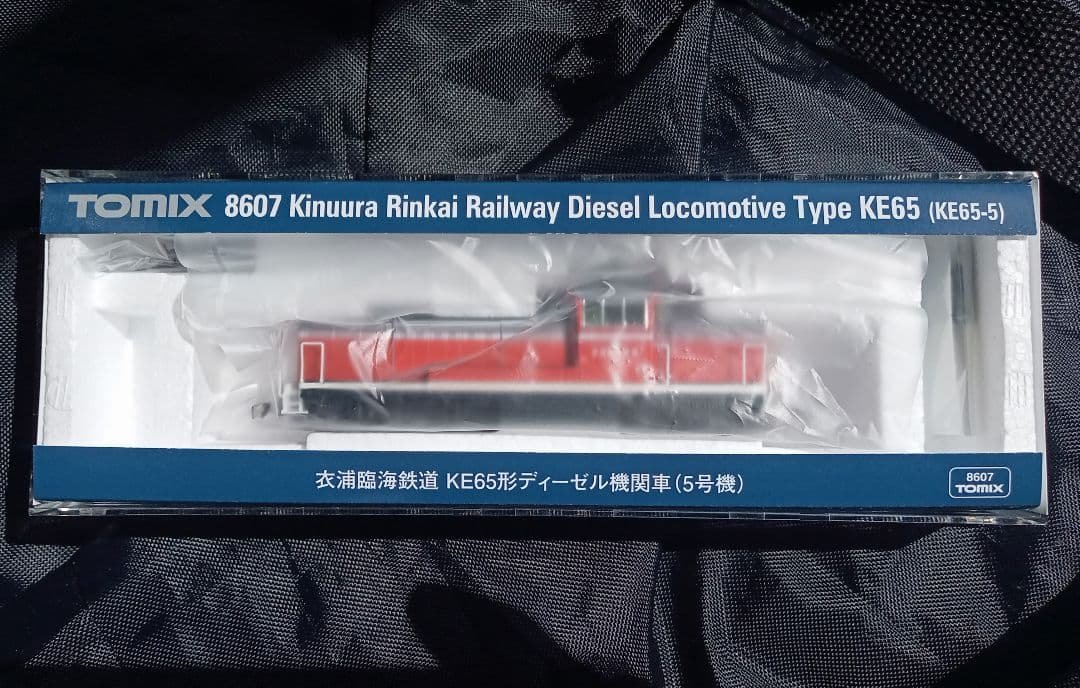 TOMIX 8607 Kinuura Rinkai Railway Diesel Locomotive Type KE65 (KE65-5)
衣浦臨海鉄道 KE65形ディーゼル機関車(5号機)
8607
TOMIX